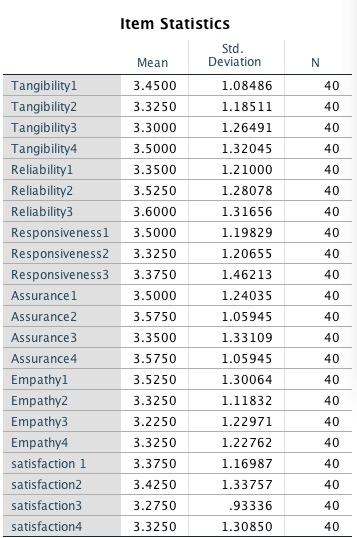 Item Statistics
Mean Std. Deviation N
Tangibility1 3.4500 1.08486 40
Tangibility2 3.3250 1.18511 40
Tangibility3 3.3000 1.26491 40
Tangibility4 3.5000 1.32045 40
Reliability1 3.3500 1.21000 40
Reliability2 3.5250 1.28078 40
Reliability3 3.6000 1.31656 40
Responsiveness1 3.5000 1.19829 40
Responsiveness2 3.3250 1.20655 40
Responsiveness3 3.3750 1.46213 40
Assurance1 3.5000 1.24035 40
Assurance2 3.5750 1.05945 40
Assurance3 3.3500 1.33109 40
Assurance4 3.5750 1.05945 40
Empathy1 3.5250 1.30064 40
Empathy2 3.3250 1.11832 40
Empathy3 3.2250 1.22971 40
Empathy4 3.3250 1.22762 40
satisfaction 1 3.3750 1.16987 40
satisfaction2 3.4250 1.33757 40
satisfaction3 3.2750 .93336 40
satisfaction4 3.3250 1.30850 40